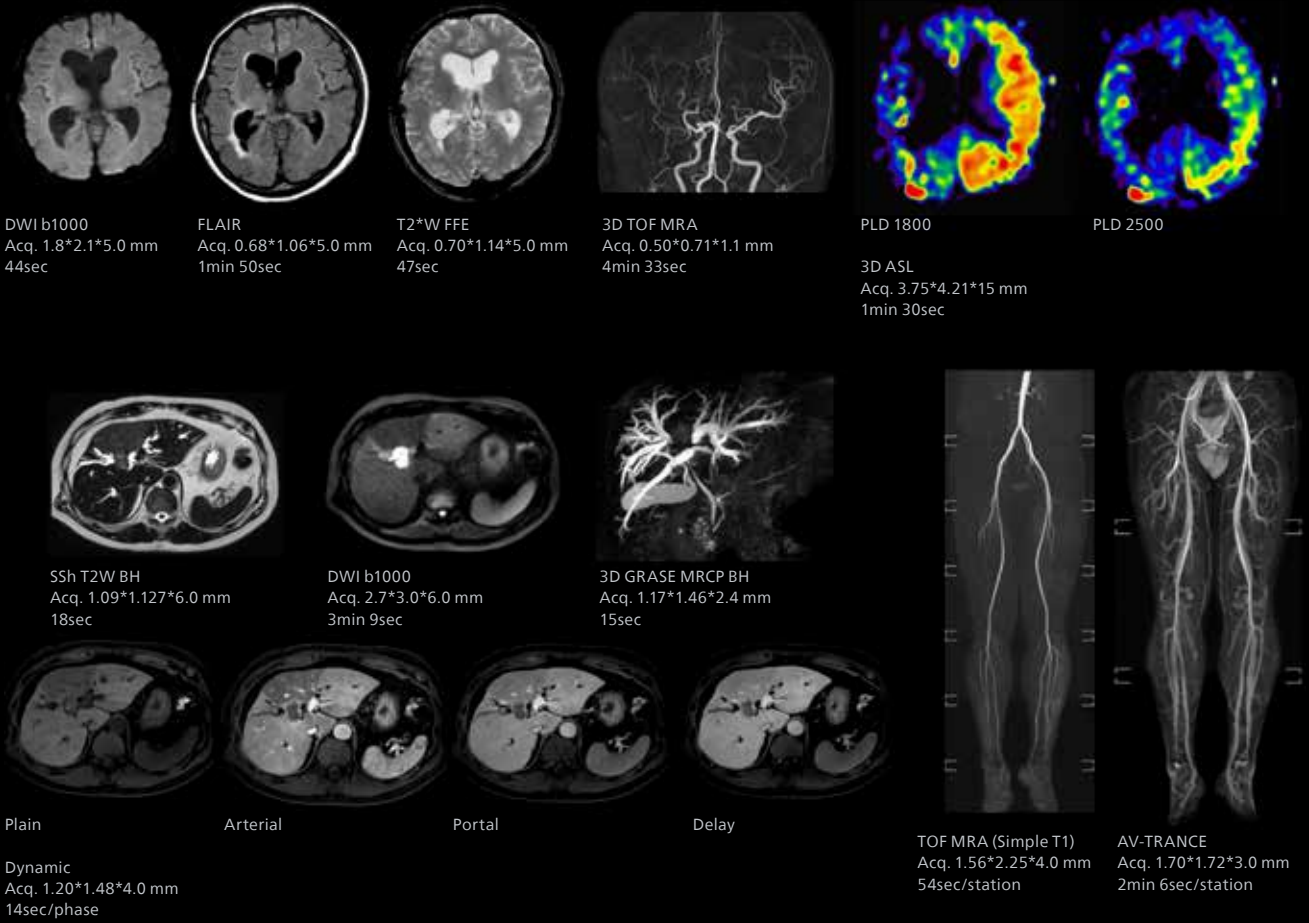 DWI b1000
Acq. 1.8*2.1*5.0 mm
44sec
FLAIR
Acq. 0.68*1.06*5.0 mm
1min 50sec
T2*W FFE
Acq. 0.70*1.14*5.0 mm
47sec
3D TOF MRA
Acq. 0.50*0.71*1.1 mm
4min 33sec
PLD 1800
PLD 2500
3D ASL
Acq. 3.75*4.21*15 mm
1min 30sec
SSh T2W BH
Acq. 1.09*1.127*6.0 mm
18sec
DWI b1000
Acq. 2.7*3.0*6.0 mm
3min 9sec
3D GRASE MRCP BH
Acq. 1.17*1.46*2.4 mm
15sec
Plain
Arterial
Portal
Delay
Dynamic
Acq. 1.20*1.48*4.0 mm
14sec/phase
TOF MRA (Simple T1)
Acq. 1.56*2.25*4.0 mm
54sec/station
AV-TRANCE
Acq. 1.70*1.72*3.0 mm
2min 6sec/station